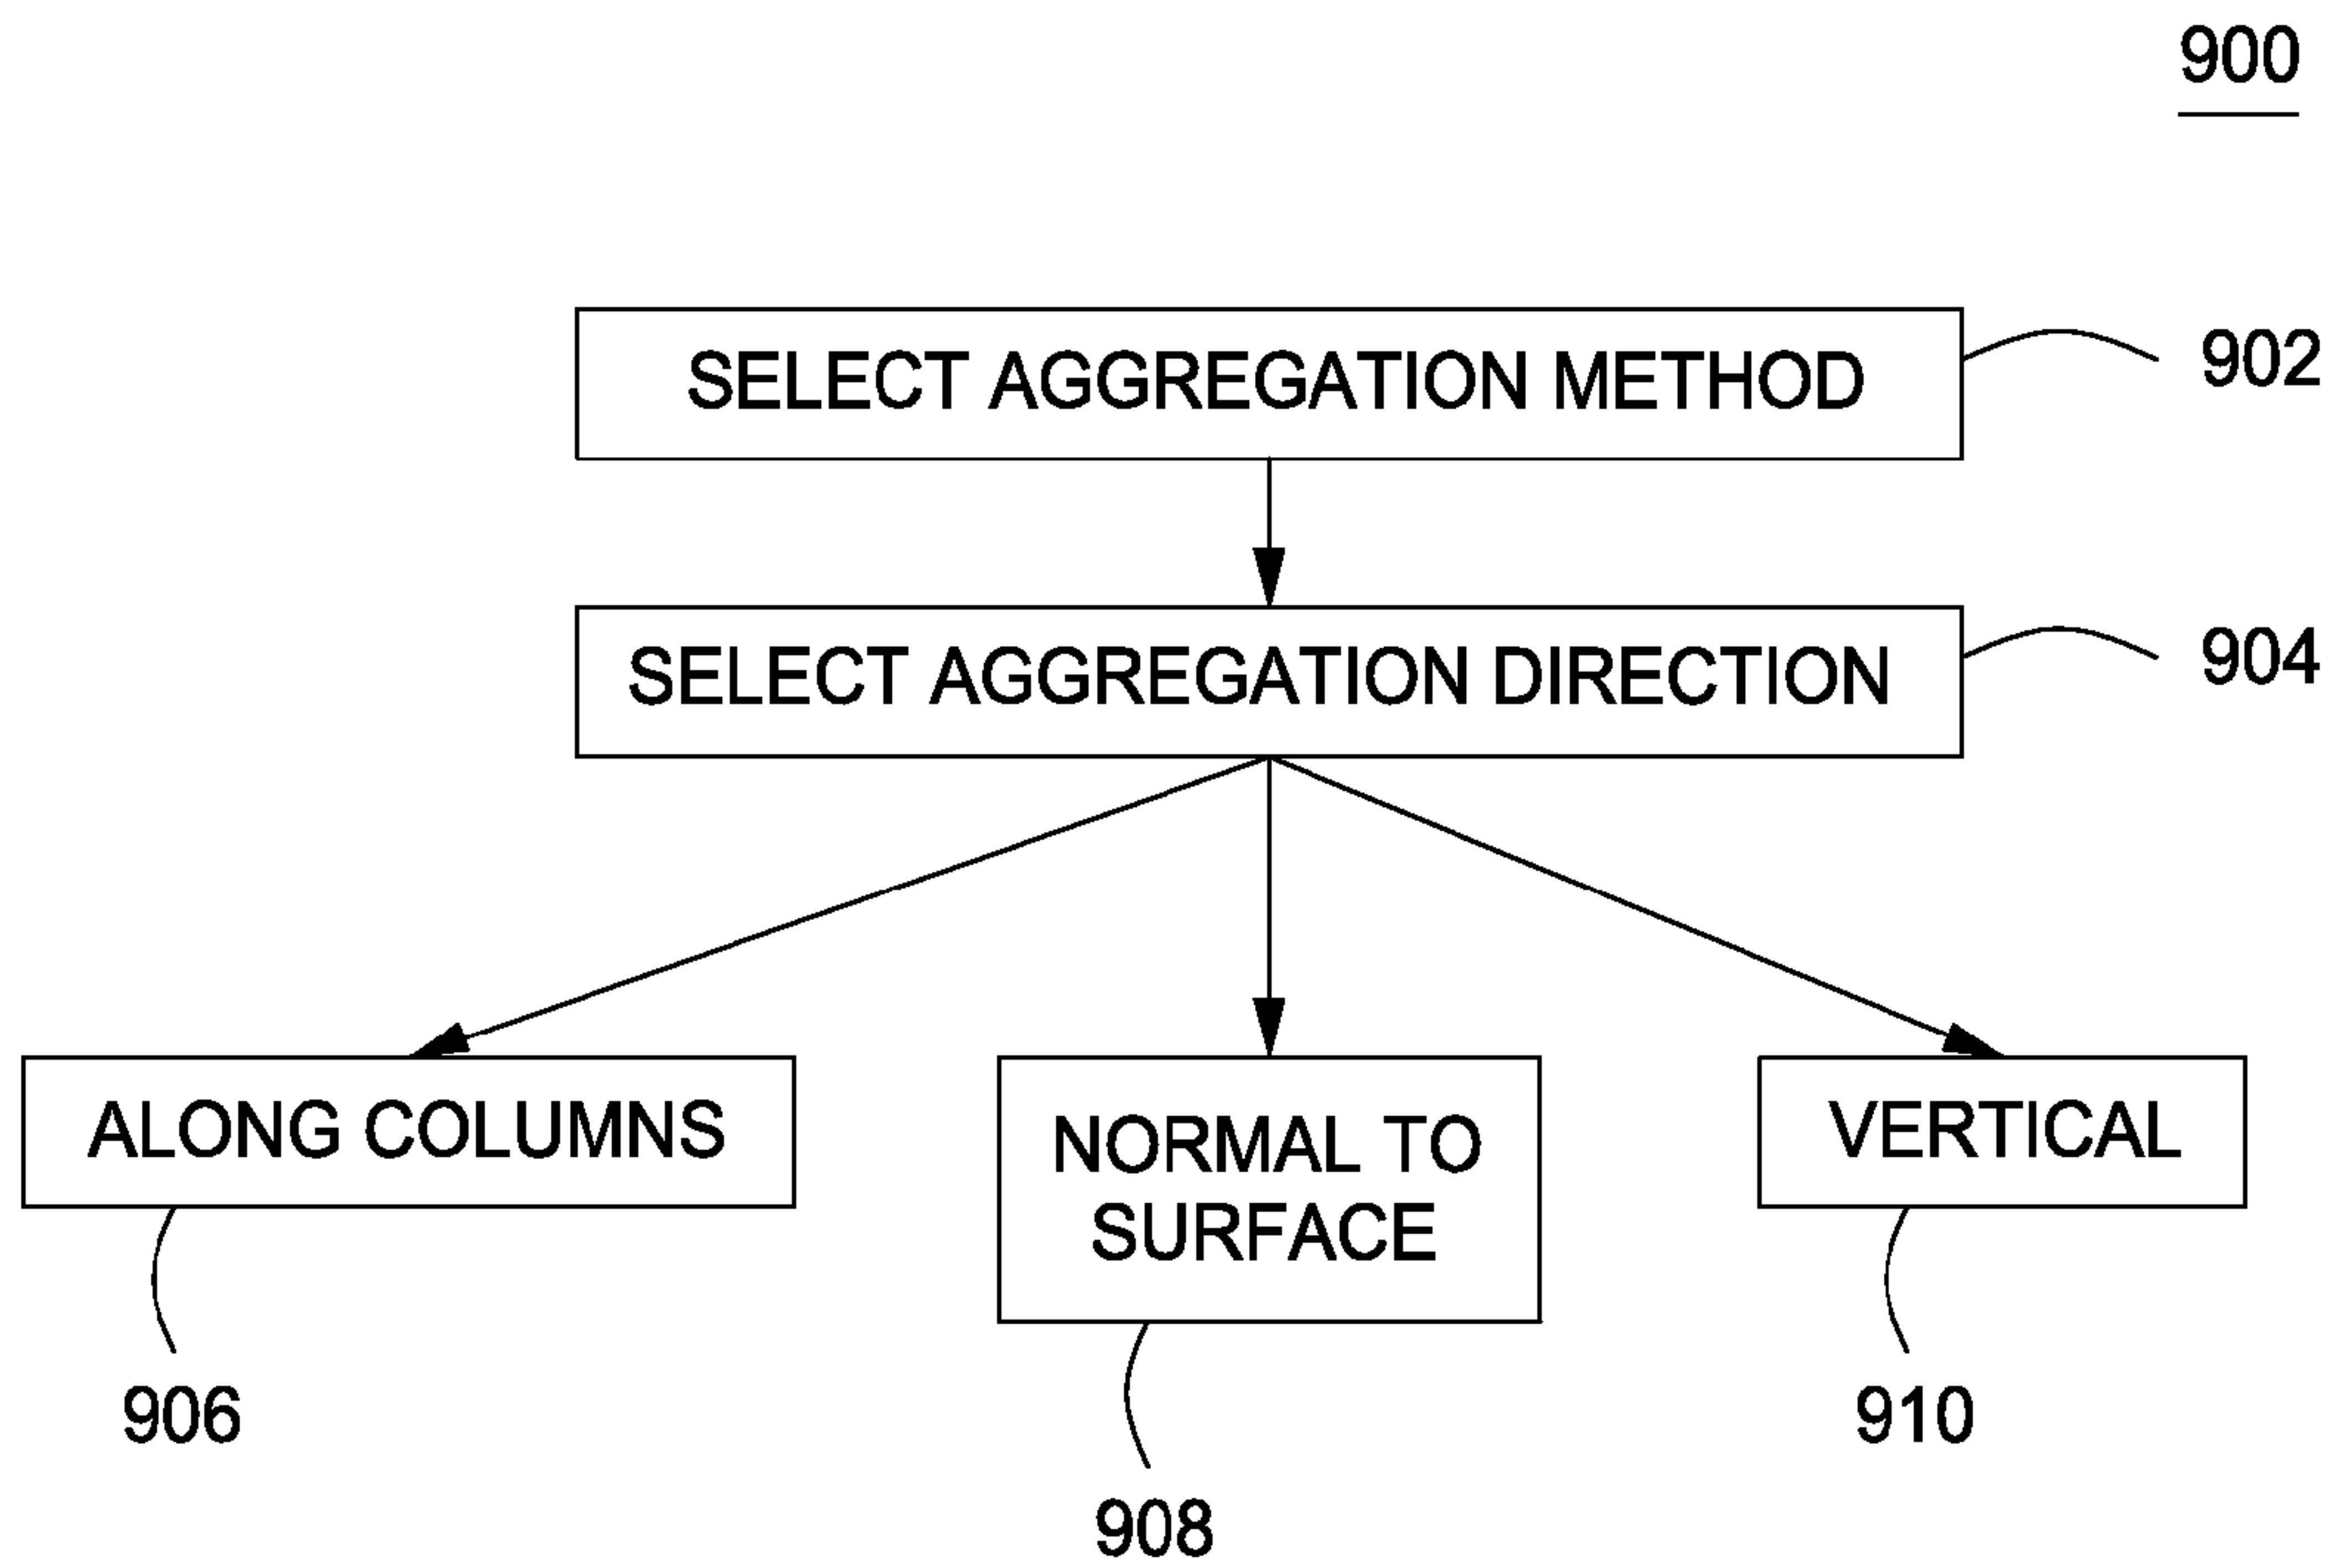 900
SELECT AGGREGATION METHOD
902
SELECT AGGREGATION DIRECTION
904
ALONG COLUMNS
NORMAL TO
SURFACE
VERTICAL
906
908
910